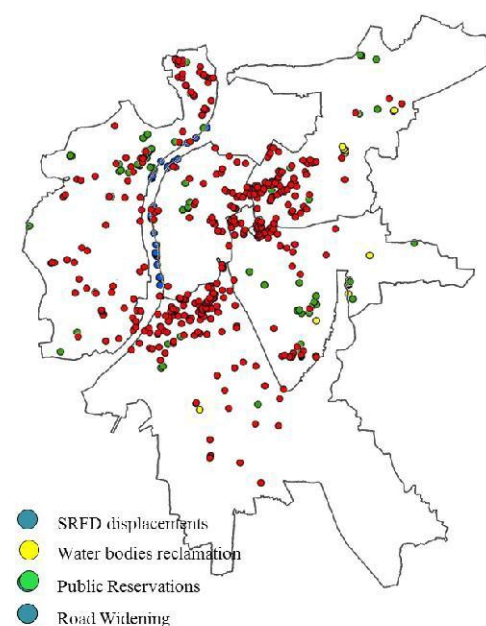 SRFD displacements
Water bodies reclamation
Public Reservations
Road Widening